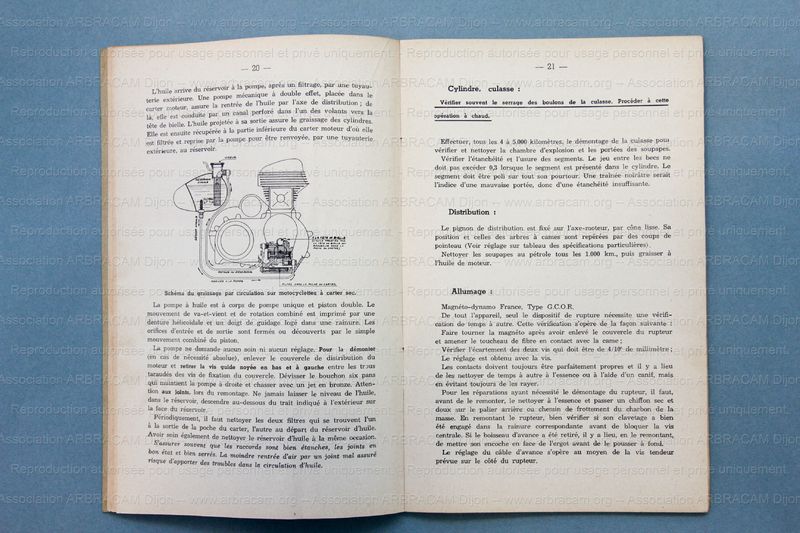 — 20 —
L'huile arrive du réservoir à la pompe, après un filtrage, par une tuyau-
terie extérieure. Une pompe mécanique à double effet, placée dans le
carter moteur, assure la rentrée de l'huile par l'axe de distribution ; de
là, elle est conduite par un canal perforé dans l'un des volants vers la
tête de bielle. L'huile projetée à sa sortie assure le graissage des cylindres.
Elle est ensuite récupérée à la partie inférieure du carter moteur d'où elle
est filtrée et reprise par la pompe pour être renvoyée, par une tuyauterie
extérieure, au réservoir.
Schéma du graissage par circulation sur motocyclettes à carter sec.
La pompe à huile est à corps de pompe unique et piston double. Le
mouvement de va-et-vient et de rotation combiné est imprimé par une
denture hélicoïdale et un doigt de guidage logé dans une rainure. Les
orifices d'entrée et de sortie sont fermés ou découverts par le simple
mouvement combiné du piston.
La pompe ne demande aucun soin ni aucun réglage. Pour la démonter
(en cas de nécessité absolue), enlever le couvercle de distribution du
moteur et retirer la vis guide noyée en bas et à gauche entre les trous
taraudés des vis de fixation du couvercle. Dévisser le bouchon six pans
qui maintient la pompe à droite et chasser avec un jet en bronze. Atten-
tion aux joints, lors du remontage. Ne jamais laisser le niveau de l'huile,
dans le réservoir, descendre au-dessous du trait indiqué à l'extérieur sur
la face du réservoir.
Périodiquement, il faut nettoyer les deux filtres qui se trouvent l'un
à la sortie de la poche du carter, l'autre au départ du réservoir d'huile.
Avoir soin également de nettoyer le réservoir d'huile à la même occasion.
S'assurer souvent que les raccords sont bien étanches, les joints en
bon état et bien serrés. La moindre rentrée d'air par un joint mal assuré
risque d'apporter des troubles dans la circulation d'huile.
— 21 —
Cylindre, culasse :
Vérifier souvent le serrage des boulons de la culasse. Procéder à cette
opération à chaud.
Effectuer, tous les 4 à 5.000 kilomètres, le démontage de la culasse pour
vérifier et nettoyer la chambre d'explosion et les portées des soupapes.
Vérifier l'étanchéité et l'usure des segments. Le jeu entre les becs ne
doit pas excéder 0,3 lorsque le segment est présenté dans le cylindre. Le
segment doit être poli sur tout son pourtour. Une traînée noirâtre serait
l'indice d'une mauvaise portée, donc d'une étanchéité insuffisante.
Distribution :
Le pignon de distribution est fixé sur l'axe-moteur, par cône lisse. Sa
position et celles des arbres à cames sont repérées par des coups de
pointeau (Voir réglage sur tableau des spécifications particulières).
Nettoyer les soupapes au pétrole tous les 1.000 km., puis graisser à
l'huile de moteur.
Allumage :
Magnéto-dynamo France, Type G.C.O.R.
De tout l'appareil, seul le dispositif de rupture nécessite une vérifi-
cation de temps à autre. Cette vérification s'opère de la façon suivante :
Faire tourner la magnéto après avoir enlevé le couvercle du rupteur
et amener le toucheau de fibre en contact avec la came ;
Vérifier l'écartement des deux vis qui doit être de 4/10e de millimètre ;
Le réglage est obtenu avec la vis.
Les contacts doivent toujours être parfaitement propres et il y a lieu
de les nettoyer de temps à autre à l'essence ou à l'aide d'un canif, mais
en évitant toujours de les rayer.
Pour les réparations ayant nécessité le démontage du rupteur, il faut,
avant de le remonter, le nettoyer à l'essence et passer un chiffon sec et
doux sur le palier arrière ou chemin de frottement du charbon de la
masse. En remontant le rupteur, bien vérifier si son clavetage a bien
été engagé dans la rainure correspondante avant de bloquer la vis
centrale. Si le boisseau d'avance a été retiré, il y a lieu, en le remontant,
de mettre son encoche en face de l'ergot avant de le pousser à fond.
Le réglage du câble d'avance s'opère au moyen de la vis tendeur
prévue sur le côté du rupteur.
Association ARBRACAM Dijon -- www.arbracam.org -- Association ARBRACAM Dijon
Reproduction autorisée pour usage personnel et privé uniquement.